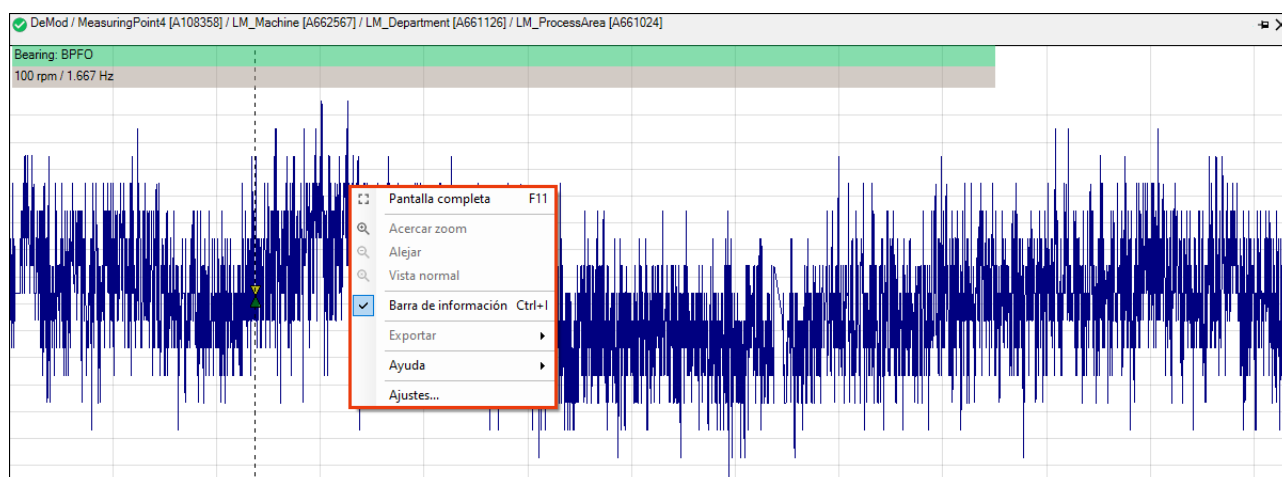 DeMod / MeasuringPoint4 [A108358] / LM_Machine [A662567] / LM_Department [A661126] / LM_ProcessArea [A661024]
Bearing: BPFO
100 rpm / 1.667 Hz
Pantalla completa F11
Acercar zoom
Alejar
Vista normal
Barra de información Ctrl+I
Exportar
Ayuda
Ajustes...